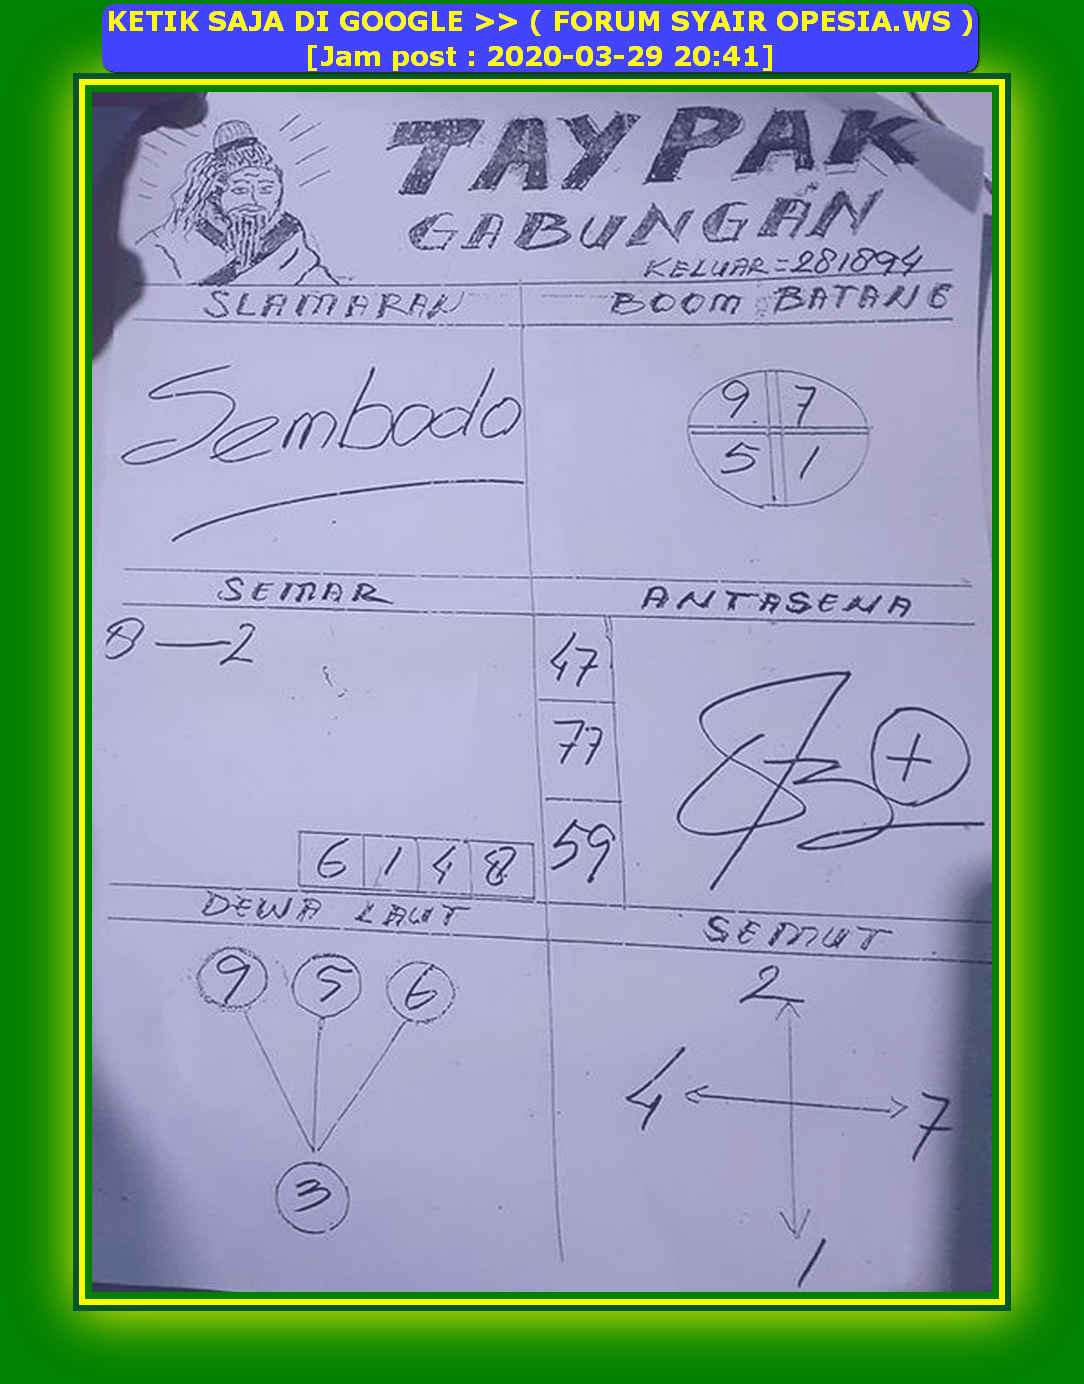 KETIK SAJA DI GOOGLE >> ( FORUM SYAIR OPESIA.WS )
[Jam post : 2020-03-29 20:41]
TAYPAK
GABUNGAN
KELUAR=281894
SLAMARAN
BOOM BATANE
Sembodo
9 7
5 1
SEMAR
ANTASENA
8—2
47
77
59
+
6 1 4 8
DEWA LAUT
SEMUT
9 5 6
3
2
4 7
1